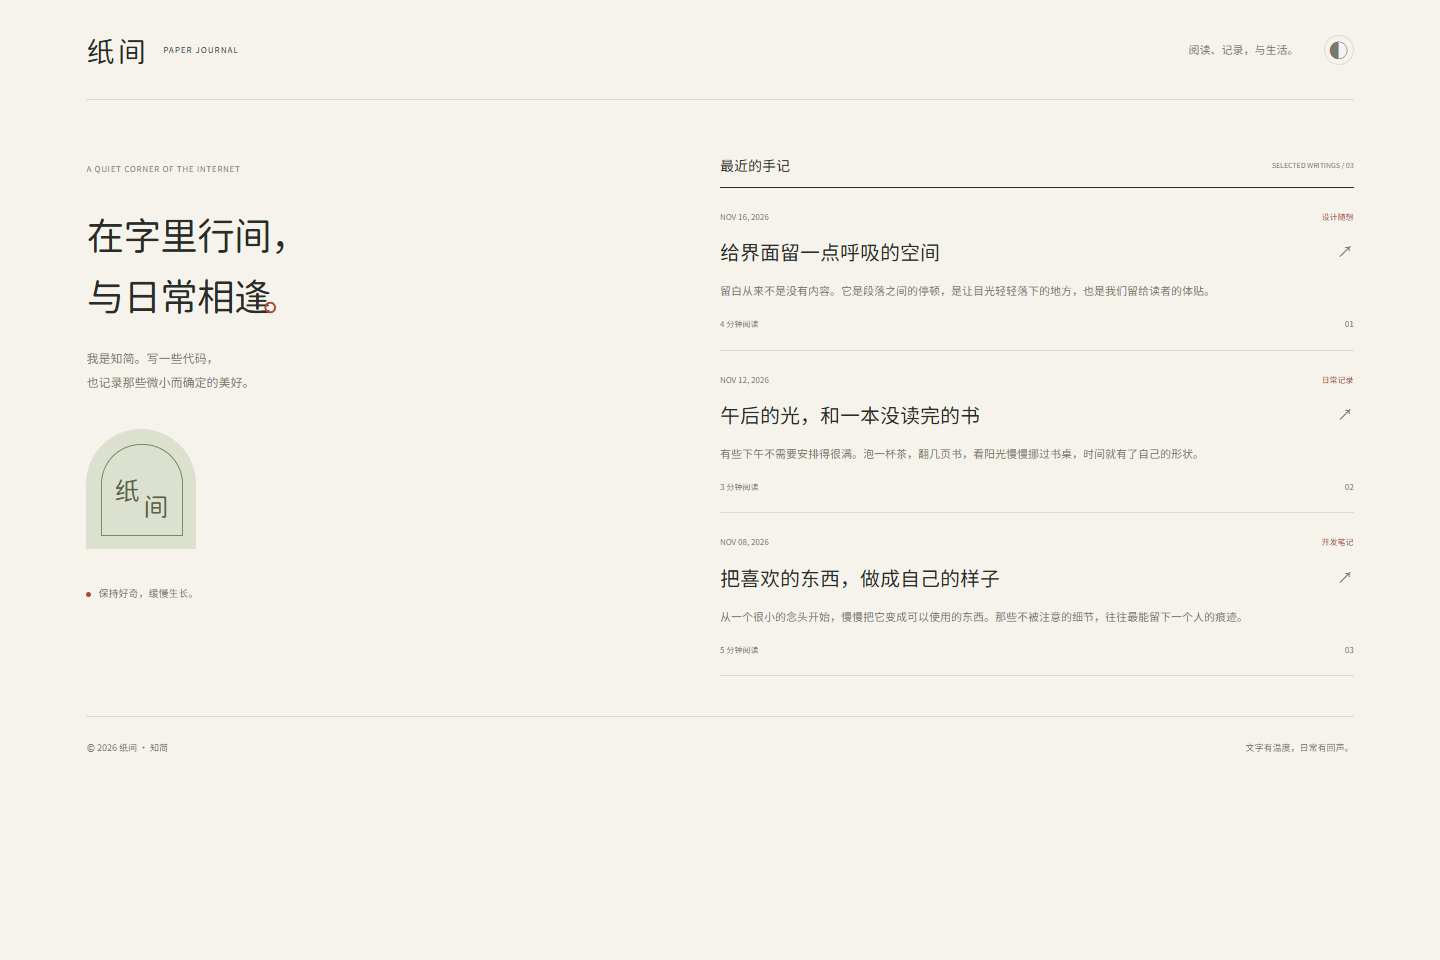 纸间
PAPER JOURNAL
阅读、记录，与生活。
A QUIET CORNER OF THE INTERNET
在字里行间，
与日常相逢。
我是知简。写一些代码，
也记录那些微小而确定的美好。
纸
间
保持好奇，缓慢生长。
最近的手记
SELECTED WRITINGS / 03
NOV 16, 2026
设计随想
给界面留一点呼吸的空间
↗
留白从来不是没有内容。它是段落之间的停顿，是让目光轻轻落下的地方，也是我们留给读者的体贴。
4 分钟阅读
01
NOV 12, 2026
日常记录
午后的光，和一本没读完的书
↗
有些下午不需要安排得很满。泡一杯茶，翻几页书，看阳光慢慢挪过书桌，时间就有了自己的形状。
3 分钟阅读
02
NOV 08, 2026
开发笔记
把喜欢的东西，做成自己的样子
↗
从一个很小的念头开始，慢慢把它变成可以使用的东西。那些不被注意的细节，往往最能留下一个人的痕迹。
5 分钟阅读
03
© 2026 纸间 · 知简
文字有温度，日常有回声。